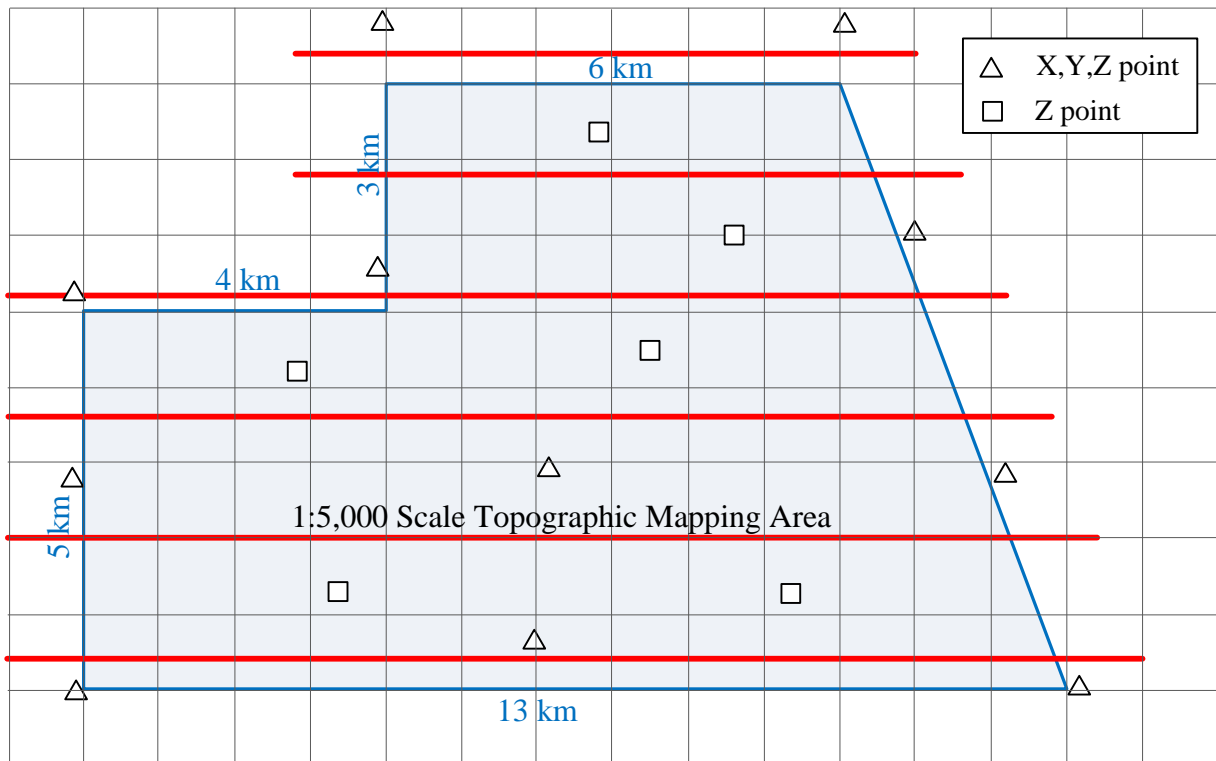 X,Y,Z point
Z point
6 km
3 km
4 km
1:5,000 Scale Topographic Mapping Area
5 km
13 km